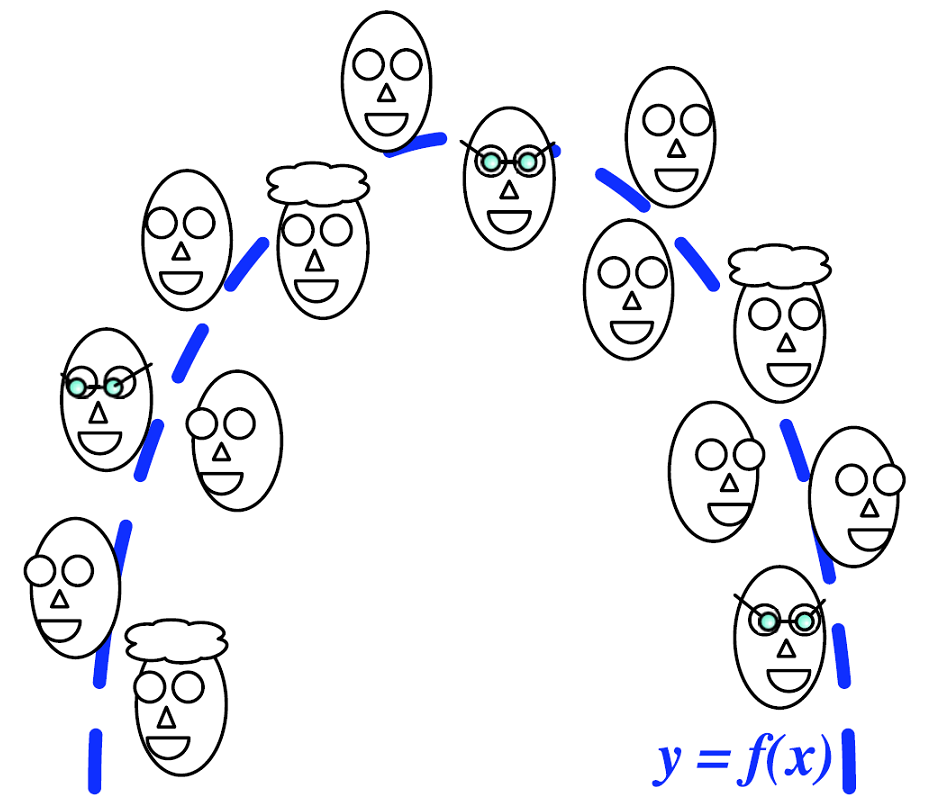 y = f(x)